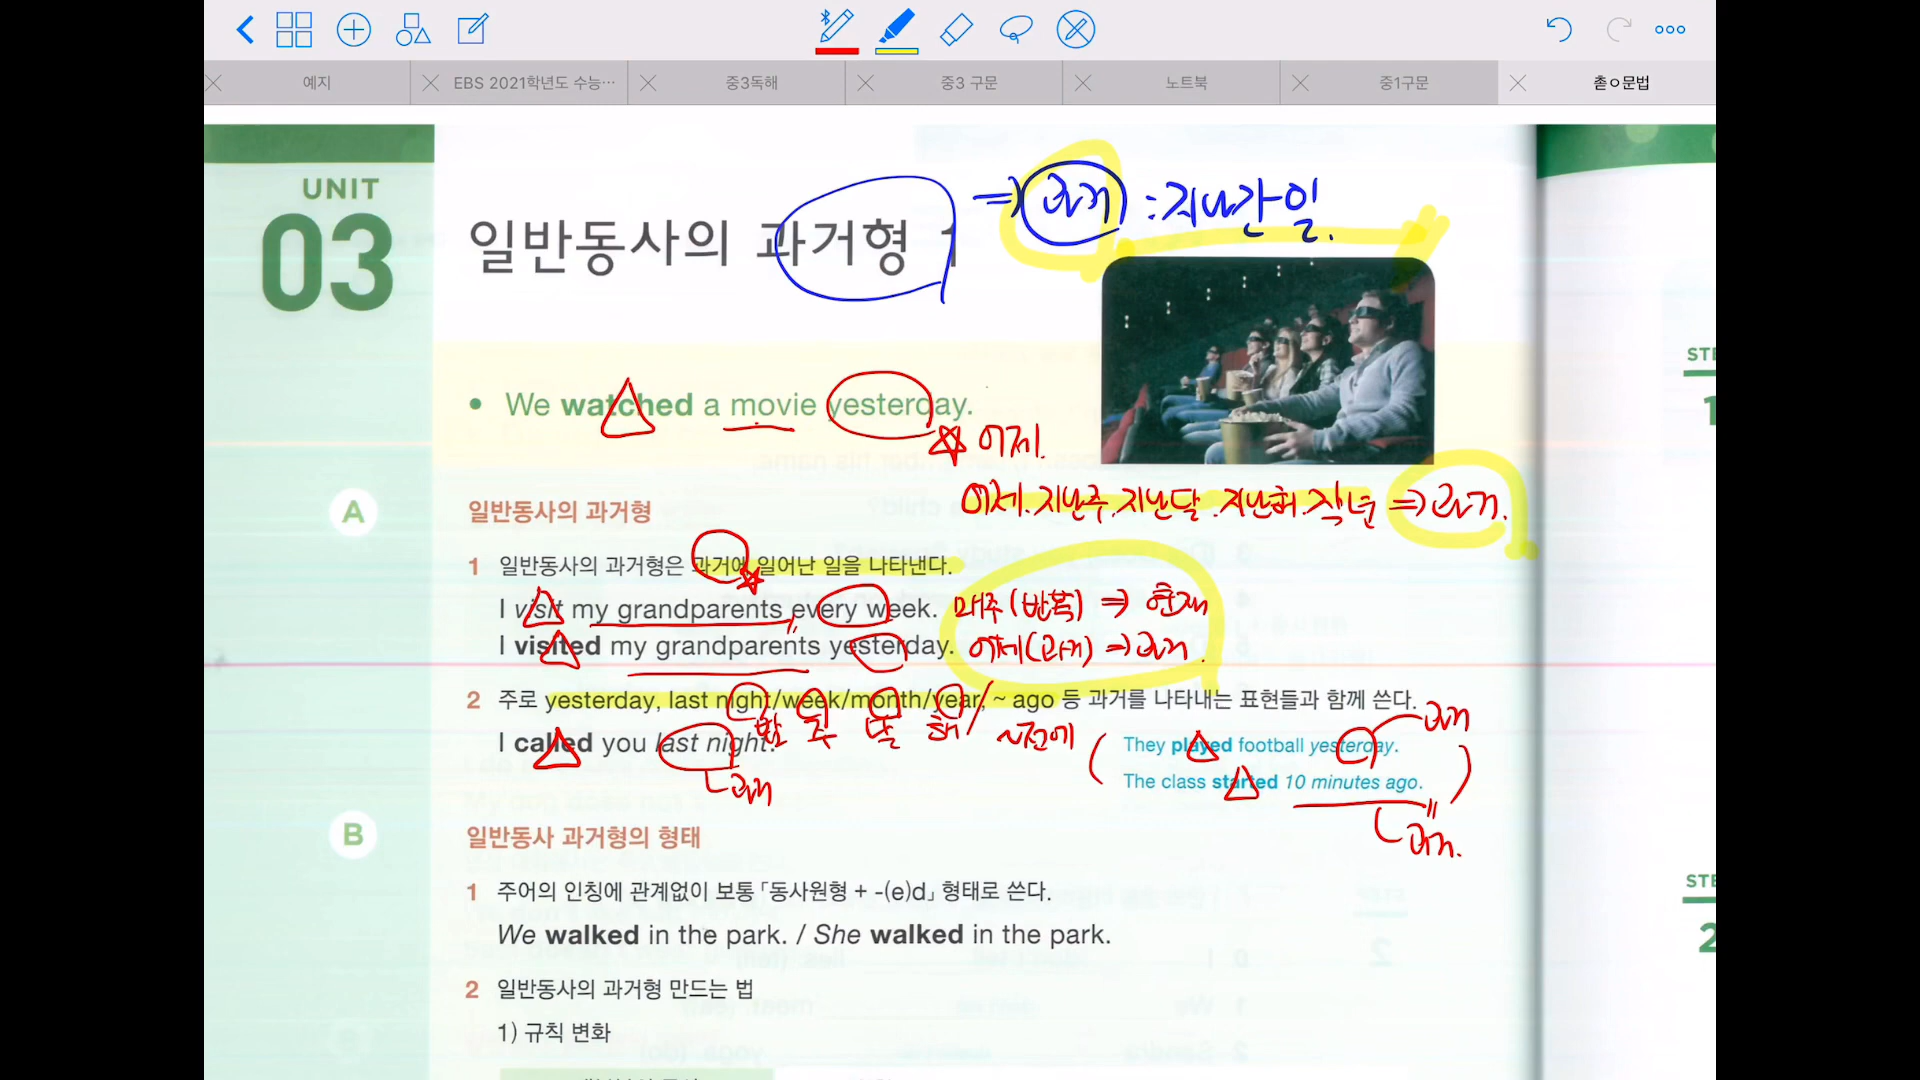 예지
EBS 2021학년도 수능…
중3독해
중3 구문
노트북
중1구문
촏ㅇ문법
UNIT
03
일반동사의 과거형 1
⇒ 과거 : 지나간 일.
• We watched a movie yesterday.
☆ 어제.
어제. 지난주. 지난달. 지난해. 작년 ⇒ 과거.
A
일반동사의 과거형
1 일반동사의 과거형은 과거에 일어난 일을 나타낸다.
I visit my grandparents every week. 매주 (반복) ⇒ 현재
I visited my grandparents yesterday. 어제 (과거) ⇒ 과거.
2 주로 yesterday, last night/week/month/year, ~ ago 등 과거를 나타내는 표현들과 함께 쓴다.
밤 주 달 해 / ~전에
과거
I called you last night.
과거
They played football yesterday.
The class started 10 minutes ago.
과거.
B
일반동사 과거형의 형태
1 주어의 인칭에 관계없이 보통 「동사원형 + -(e)d」 형태로 쓴다.
We walked in the park. / She walked in the park.
2 일반동사의 과거형 만드는 법
1) 규칙 변화
STE
1
STE
2